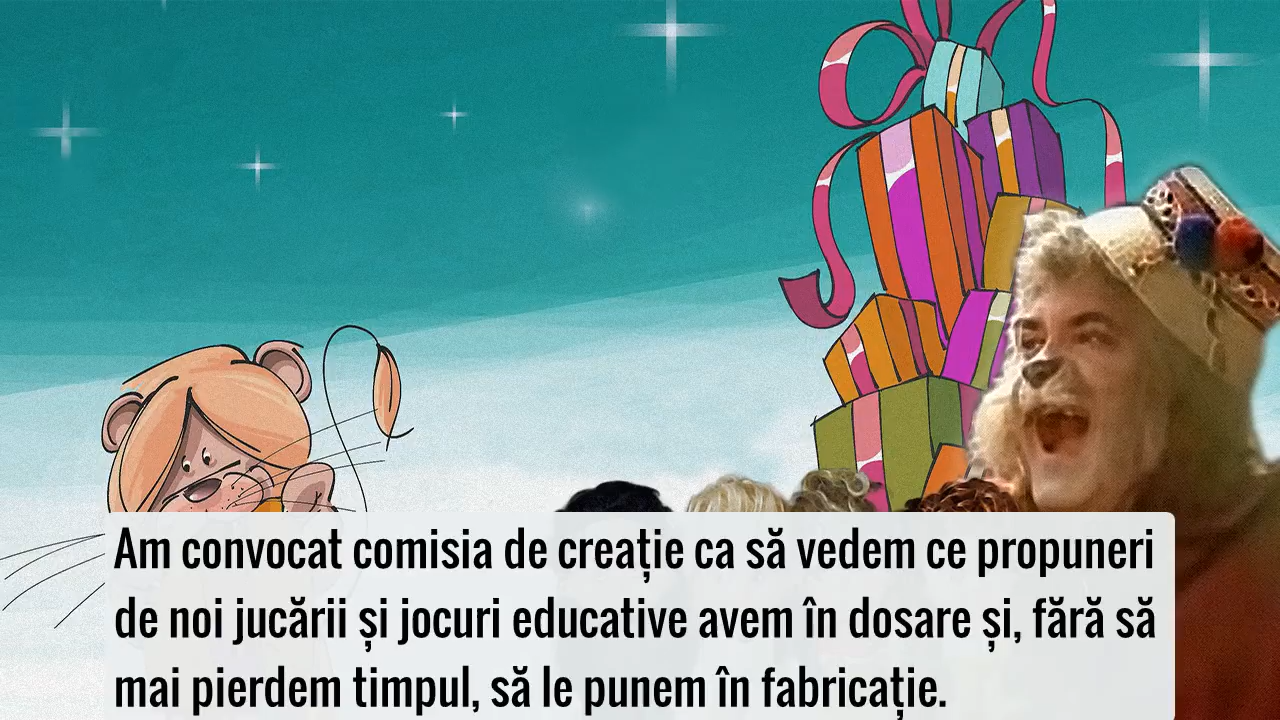 Am convocat comisia de creație ca să vedem ce propuneri
de noi jucării și jocuri educative avem în dosare și, fără să
mai pierdem timpul, să le punem în fabricație.